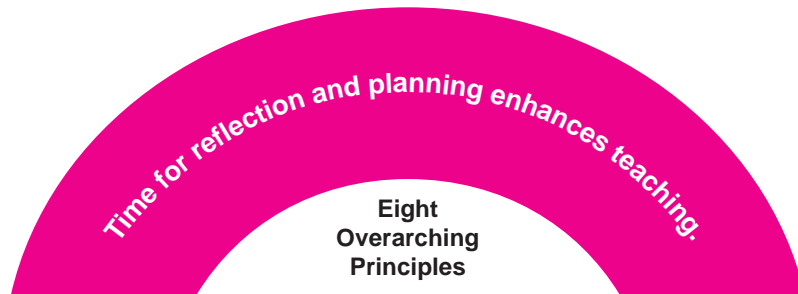 Time for reflection and planning enhances teaching.
Eight
Overarching
Principles